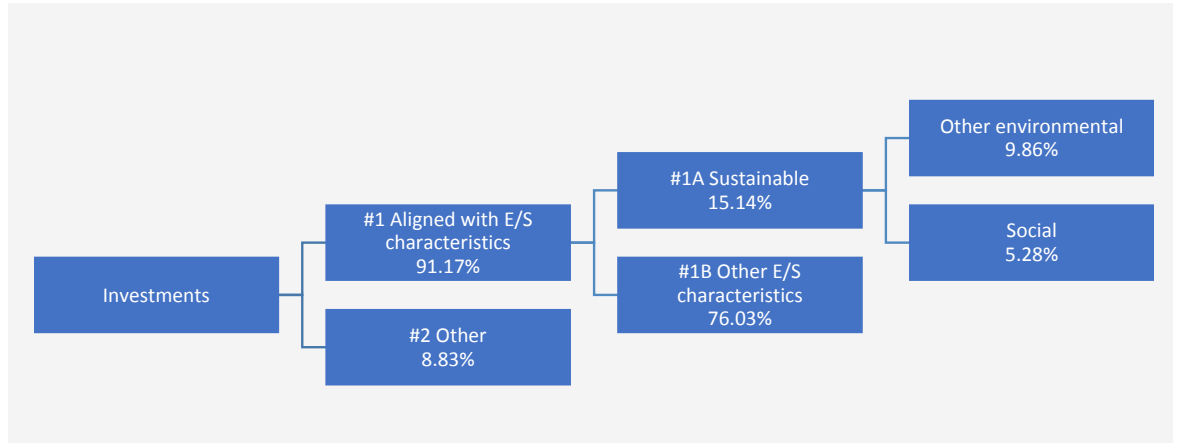 Investments
#1 Aligned with E/S
characteristics
91.17%
#2 Other
8.83%
#1A Sustainable
15.14%
#1B Other E/S
characteristics
76.03%
Other environmental
9.86%
Social
5.28%